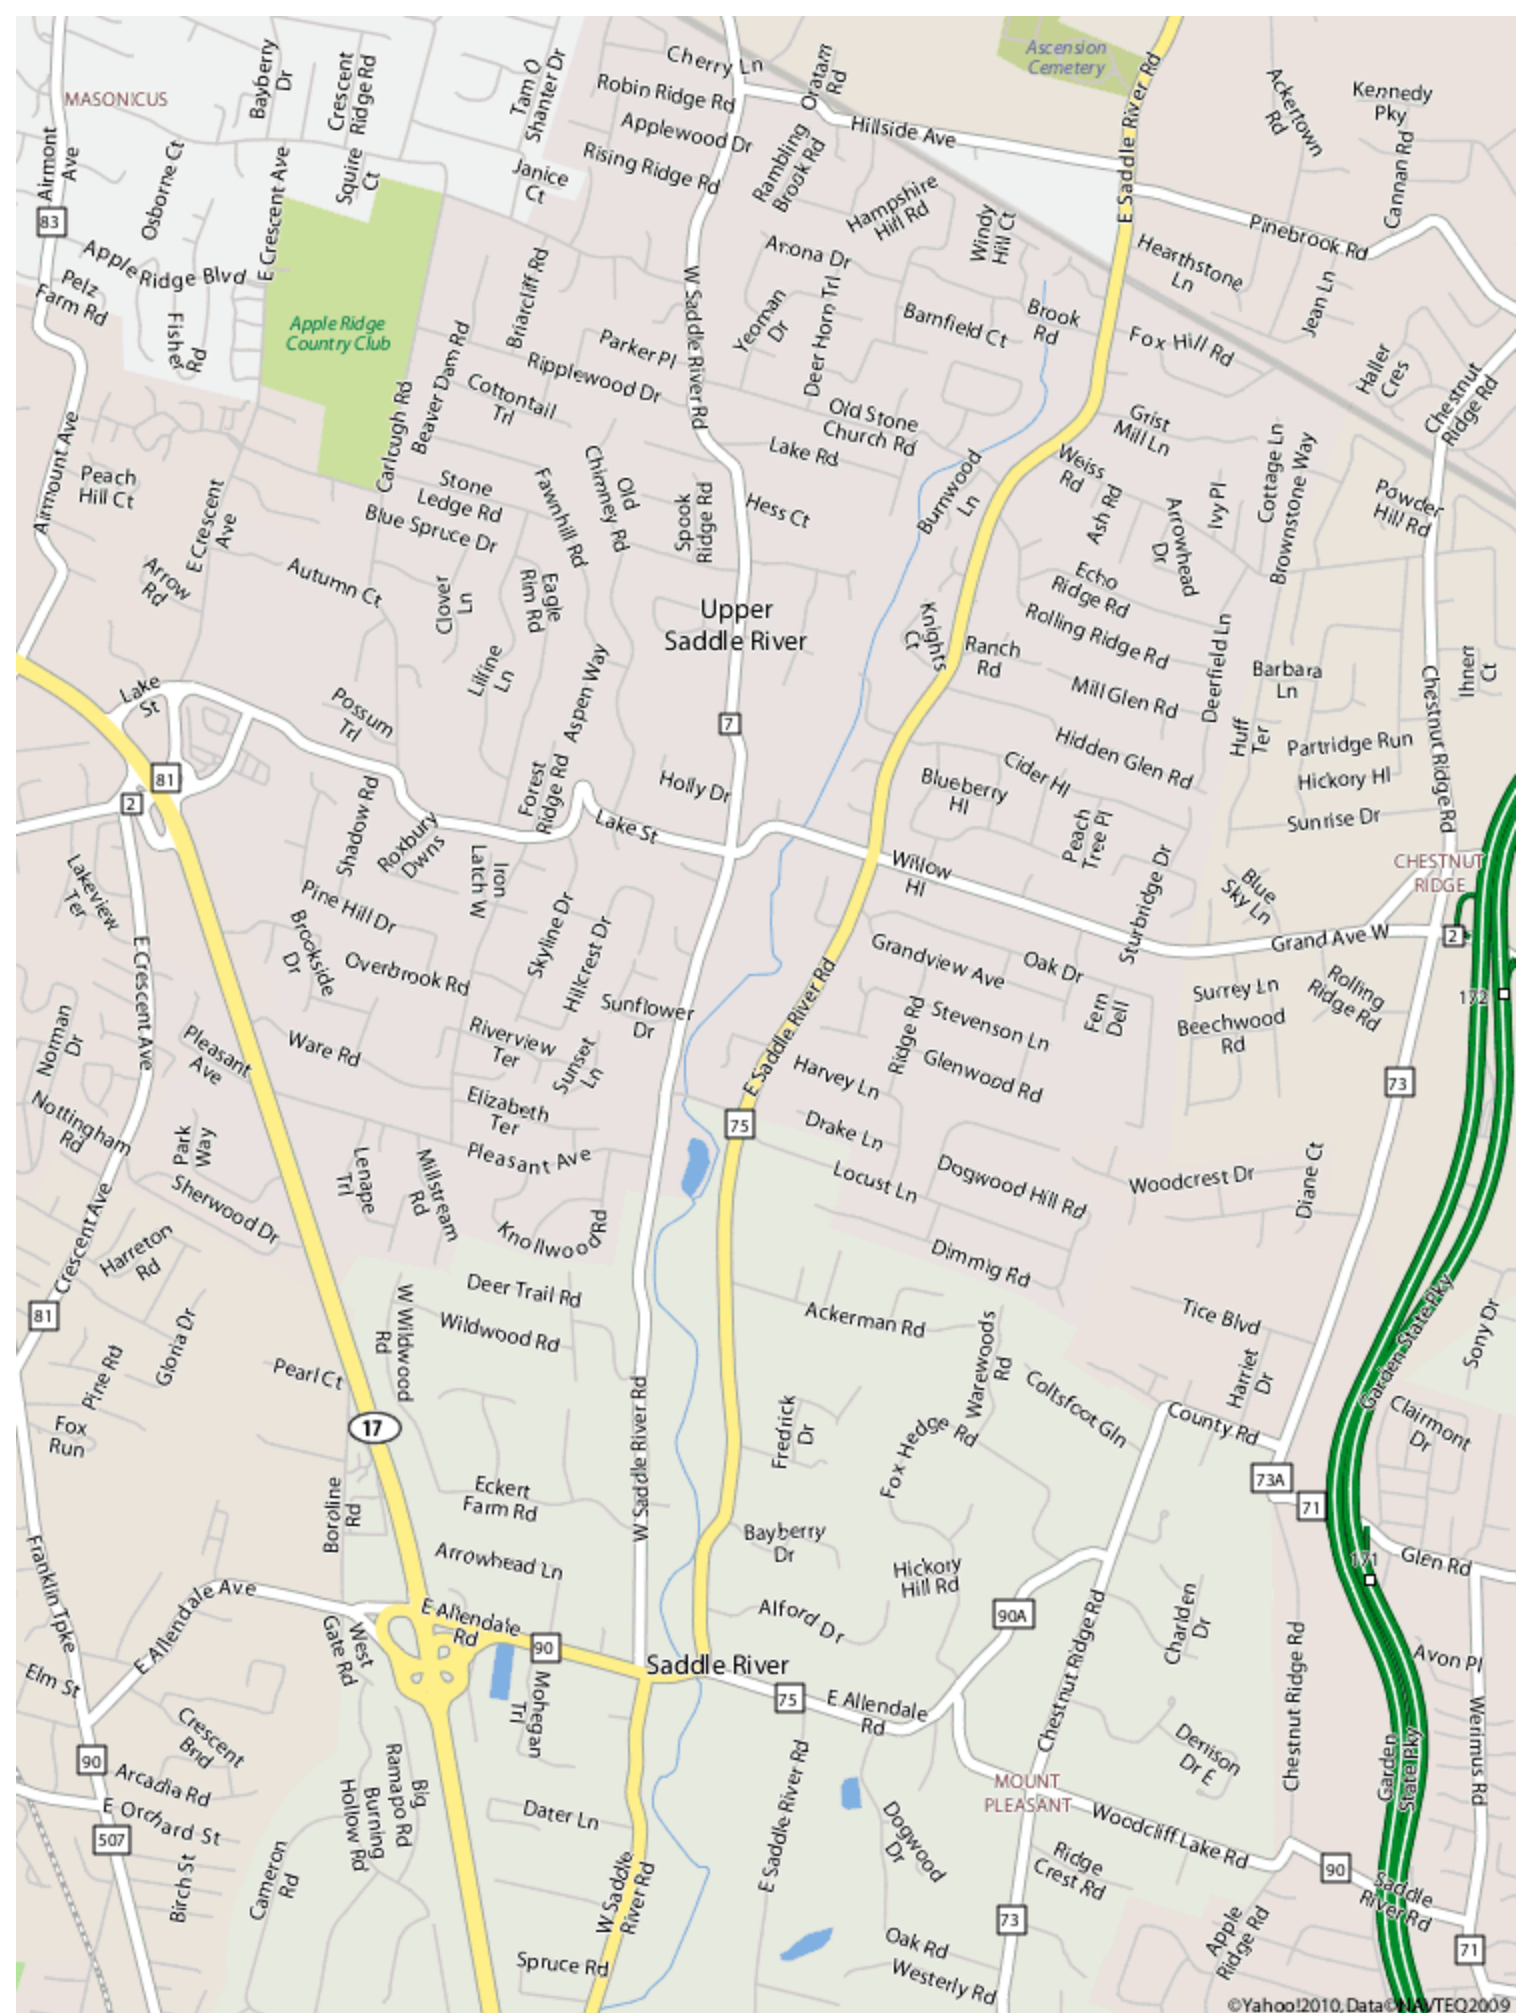 Ascension
Cemetery
MASONICUS
Bayberry
Dr
Crescent
Ridge Rd
Tam O
Shanter Dr
Cherry Ln
Oratam
Rd
Robin Ridge Rd
Applewood Dr
Rising Ridge Rd
Hillside Ave
E Saddle River Rd
Ackertown
Rd
Kennedy
Pky
Cannan Rd
Airmont
Ave
83
Osborne Ct
E Crescent Ave
Squire
Ct
Janice
Ct
Rambling
Brook Rd
Hampshire
Hill Rd
Windy
Hill Ct
Pinebrook Rd
Hearthstone
Ln
Jean Ln
Apple Ridge Blvd
Pelz
Farm Rd
Fisher
Rd
Apple Ridge
Country Club
Briarcliff Rd
W Saddle River Rd
Arona Dr
Yeoman
Dr
Deer Horn Trl
Barnfield Ct
Brook
Rd
Fox Hill Rd
Haller
Cres
Chestnut
Ridge Rd
Parker Pl
Ripplewood Dr
Cottontail
Trl
Beaver Dam Rd
Carlough Rd
Old Stone
Church Rd
Lake Rd
Grist
Mill Ln
Weiss
Rd
Ash Rd
Arrowhead
Dr
Ivy Pl
Cottage Ln
Brownstone Way
Powder
Hill Rd
Airmount Ave
Peach
Hill Ct
E Crescent
Ave
Arrow
Rd
Stone
Ledge Rd
Blue Spruce Dr
Fawnhill Rd
Old
Chimney Rd
Spook
Ridge Rd
Hess Ct
Burnwood
Ln
Autumn Ct
Clover
Ln
Eagle
Rim Rd
Upper
Saddle River
Knights
Ct
Ranch
Rd
Echo
Ridge Rd
Rolling Ridge Rd
Deerfield Ln
Barbara
Ln
Ihnen
Ct
Chestnut Ridge Rd
Lake
St
Possum
Trl
Lilline
Ln
Aspen Way
7
Mill Glen Rd
Hidden Glen Rd
Huff
Ter
Partridge Run
Hickory Hl
Sunrise Dr
81
2
Shadow Rd
Roxbury
Dwns
Forest
Ridge Rd
Holly Dr
Lake St
Cider Hl
Blueberry
Hl
Peach
Tree Pl
Willow
Hl
Sturbridge Dr
CHESTNUT
RIDGE
Blue
Sky Ln
Grand Ave W
2
172
Lakeview
Ter
E Crescent Ave
Pine Hill Dr
Iron
Latch W
Brookside
Dr
Overbrook Rd
Skyline Dr
Hillcrest Dr
Sunflower
Dr
E Saddle River Rd
Grandview Ave
Oak Dr
Fern
Dell
Surrey Ln
Beechwood
Rd
Rolling
Ridge Rd
Norman
Dr
Pleasant
Ave
Ware Rd
Riverview
Ter
Sunset
Ln
Elizabeth
Ter
Harvey Ln
Ridge Rd
Stevenson Ln
Glenwood Rd
73
75
Nottingham
Rd
Park
Way
Sherwood Dr
Lenape
Trl
Millstream
Rd
Pleasant Ave
Knollwood Rd
Drake Ln
Locust Ln
Dogwood Hill Rd
Woodcrest Dr
Diane Ct
Crescent Ave
Harreton
Rd
81
Dimmig Rd
Deer Trail Rd
Wildwood Rd
W Wildwood
Rd
Ackerman Rd
Tice Blvd
Garden State Pky
Sony Dr
Pine Rd
Gloria Dr
Pearl Ct
Fox
Run
17
W Saddle River Rd
Fredrick
Dr
Warewoods
Rd
Fox Hedge Rd
Coltsfoot Gln
Harriet
Dr
County Rd
Clairmont
Dr
73A
71
Boroline
Rd
Eckert
Farm Rd
Arrowhead Ln
Bayberry
Dr
Hickory
Hill Rd
171
Glen Rd
Franklin Tpke
E Allendale Ave
West
Gate Rd
E Allendale
Rd
90
Alford Dr
90A
Chestnut Ridge Rd
Charlden
Dr
Chestnut Ridge Rd
Avon Pl
Elm St
Saddle River
75
E Allendale
Rd
Mohegan
Trl
Denison
Dr E
Werimus Rd
Crescent
Bnd
90
Arcadia Rd
E Orchard St
507
Big
Ramapo Rd
Burning
Hollow Rd
Dater Ln
E Saddle River Rd
MOUNT
PLEASANT
Woodcliff Lake Rd
Garden
State Pky
Dogwood
Dr
Ridge
Crest Rd
90
Saddle
River Rd
Birch St
Cameron
Rd
W Saddle
River Rd
Spruce Rd
73
Oak Rd
Westerly Rd
Apple
Ridge Rd
71
©Yahoo!2010, Data©NAVTEQ2009